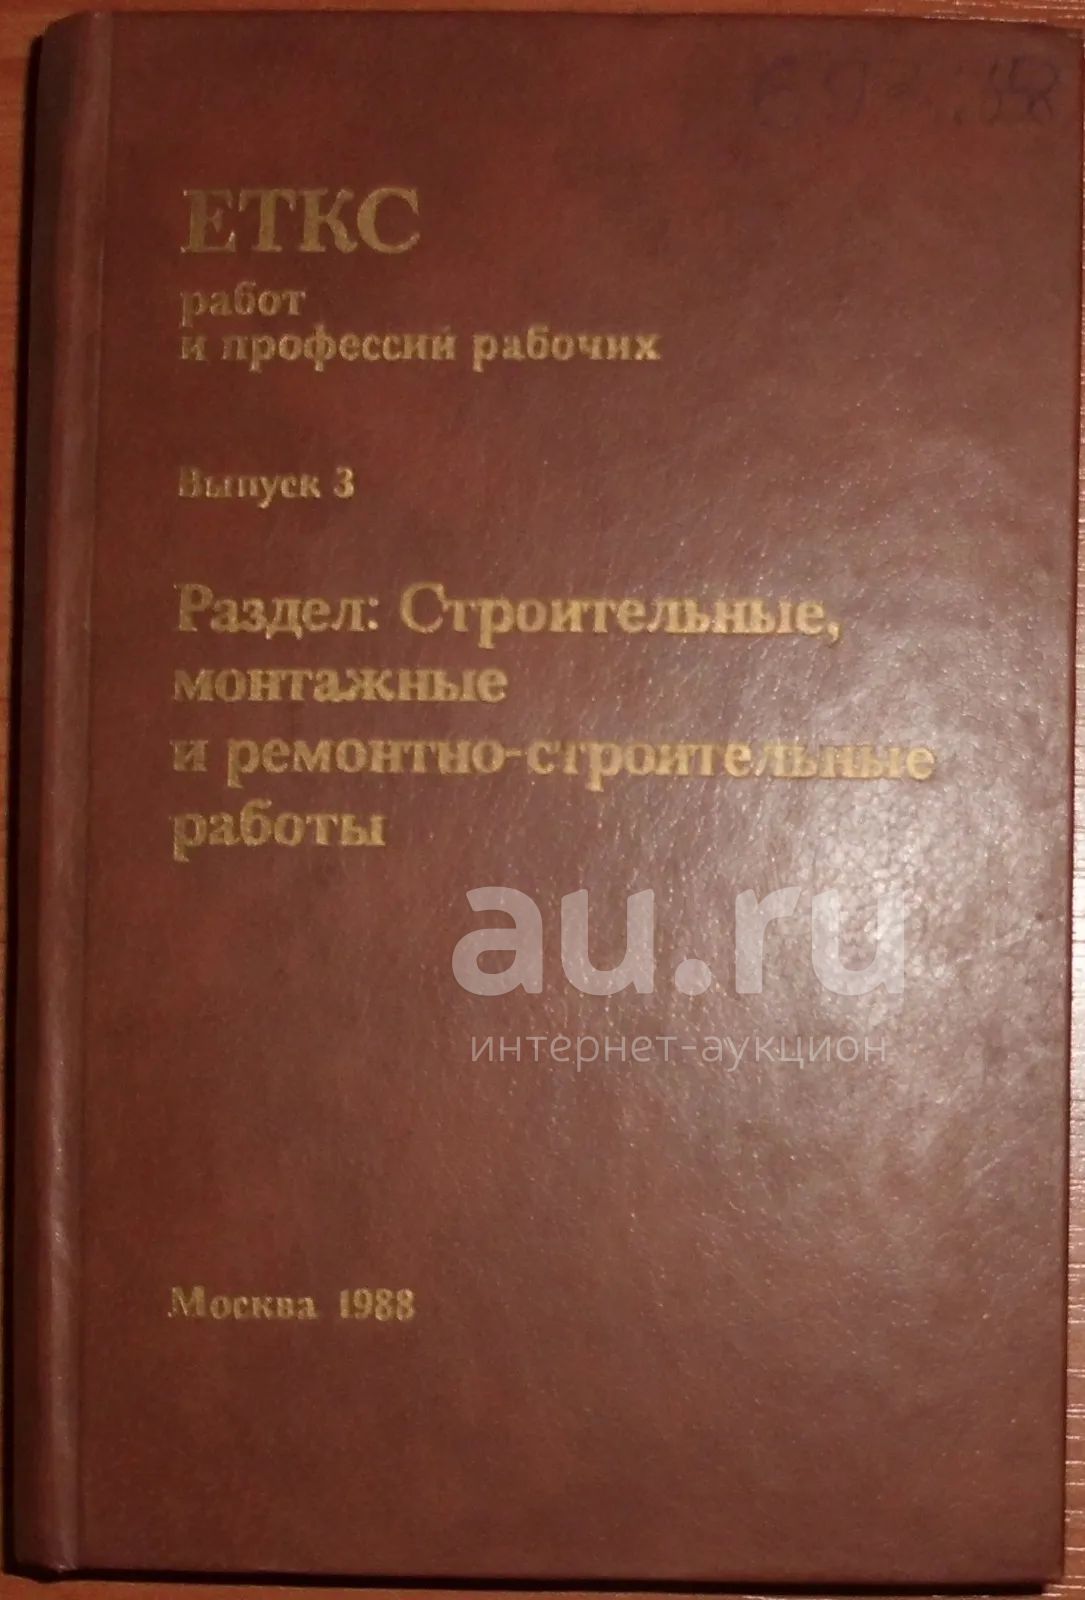 ЕТКС
работ
и профессий рабочих
Выпуск 3
Раздел: Строительные,
монтажные
и ремонтно-строительные
работы
au.ru
интернет-аукцион
Москва 1988